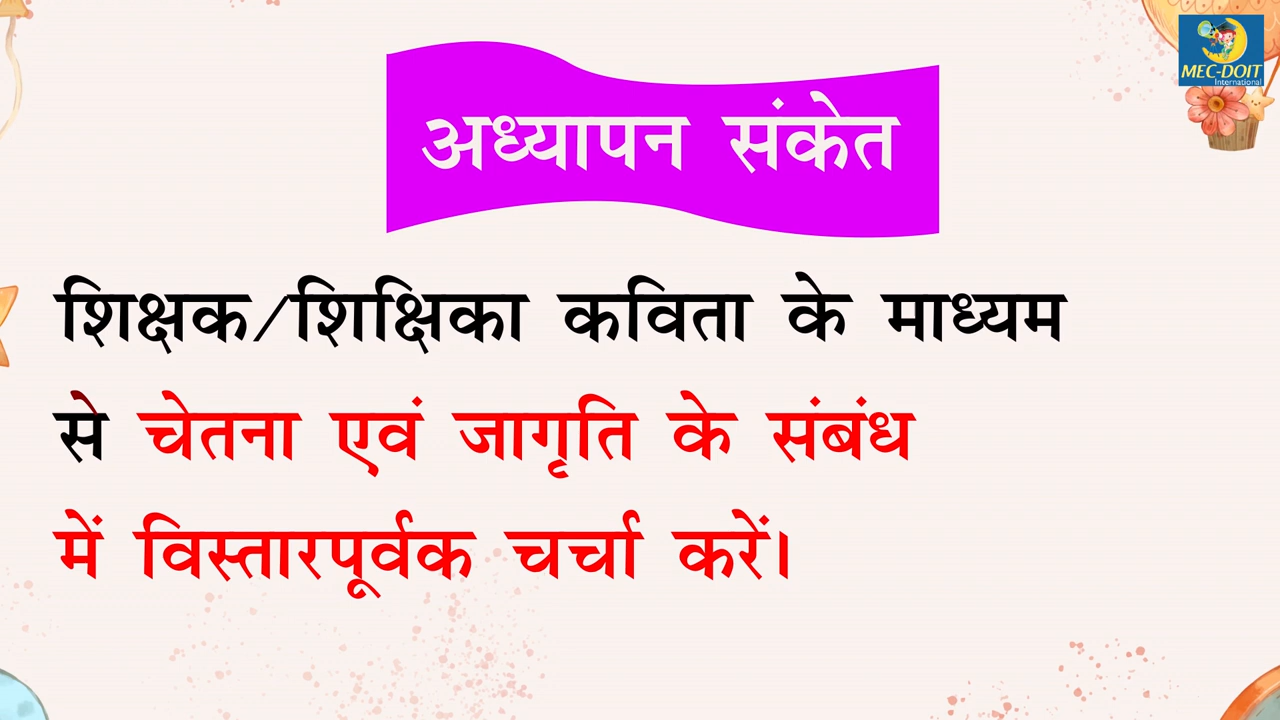 MEC-DOIT
International
अध्यापन संकेत
शिक्षक/शिक्षिका कविता के माध्यम
से चेतना एवं जागृति के संबंध
में विस्तारपूर्वक चर्चा करें।